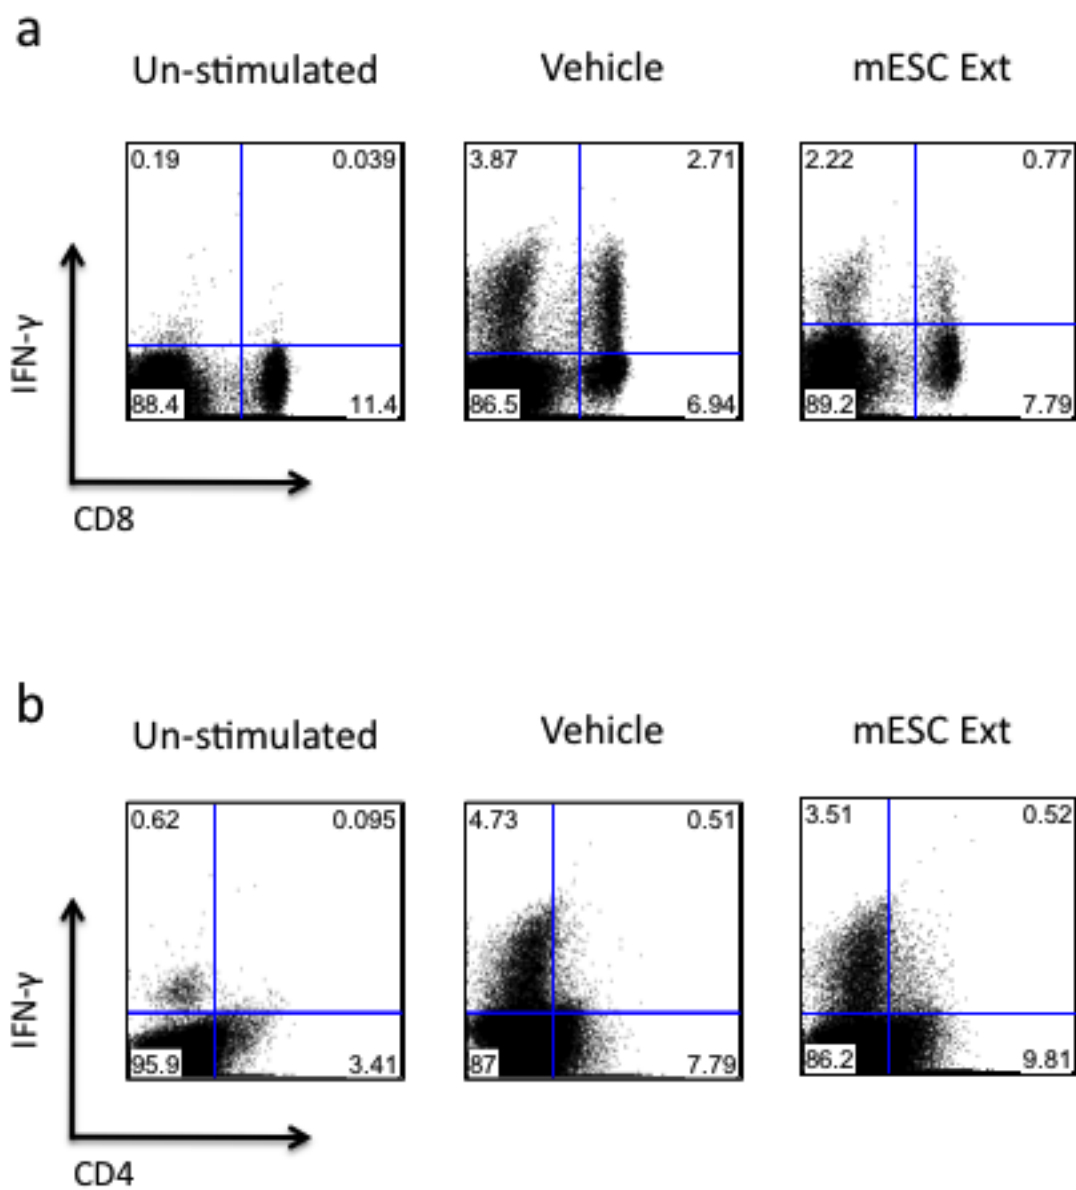 a
Un-stimulated Vehicle mESC Ext
0.19 0.039 3.87 2.71 2.22 0.77
IFN-γ
88.4 11.4 86.5 6.94 89.2 7.79
CD8
b
Un-stimulated Vehicle mESC Ext
0.62 0.095 4.73 0.51 3.51 0.52
IFN-γ
95.9 3.41 87 7.79 86.2 9.81
CD4